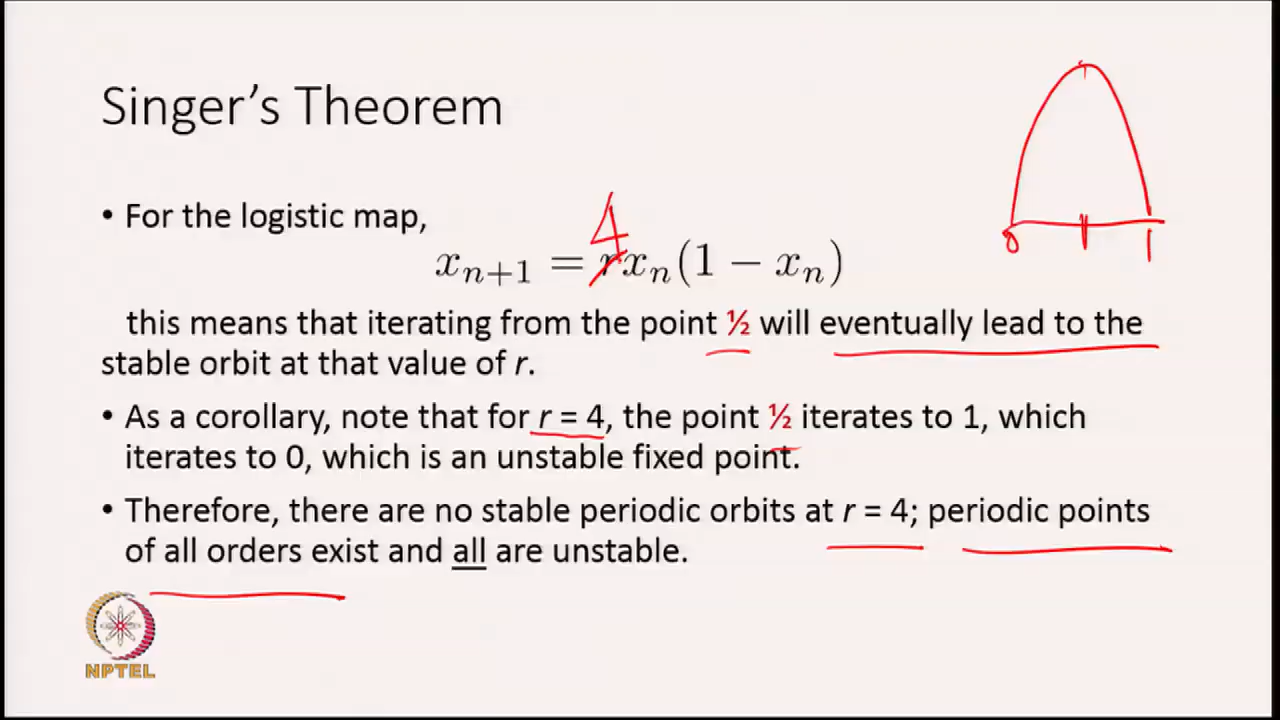 Singer's Theorem
• For the logistic map,
4
xₙ₊₁ = rxₙ(1 − xₙ)
this means that iterating from the point ½ will eventually lead to the
stable orbit at that value of r.
• As a corollary, note that for r = 4, the point ½ iterates to 1, which
iterates to 0, which is an unstable fixed point.
• Therefore, there are no stable periodic orbits at r = 4; periodic points
of all orders exist and all are unstable.
0 1
NPTEL